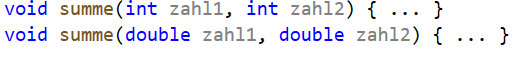 void summe(int zahl1, int zahl2) { ... }
void summe(double zahl1, double zahl2) { ... }